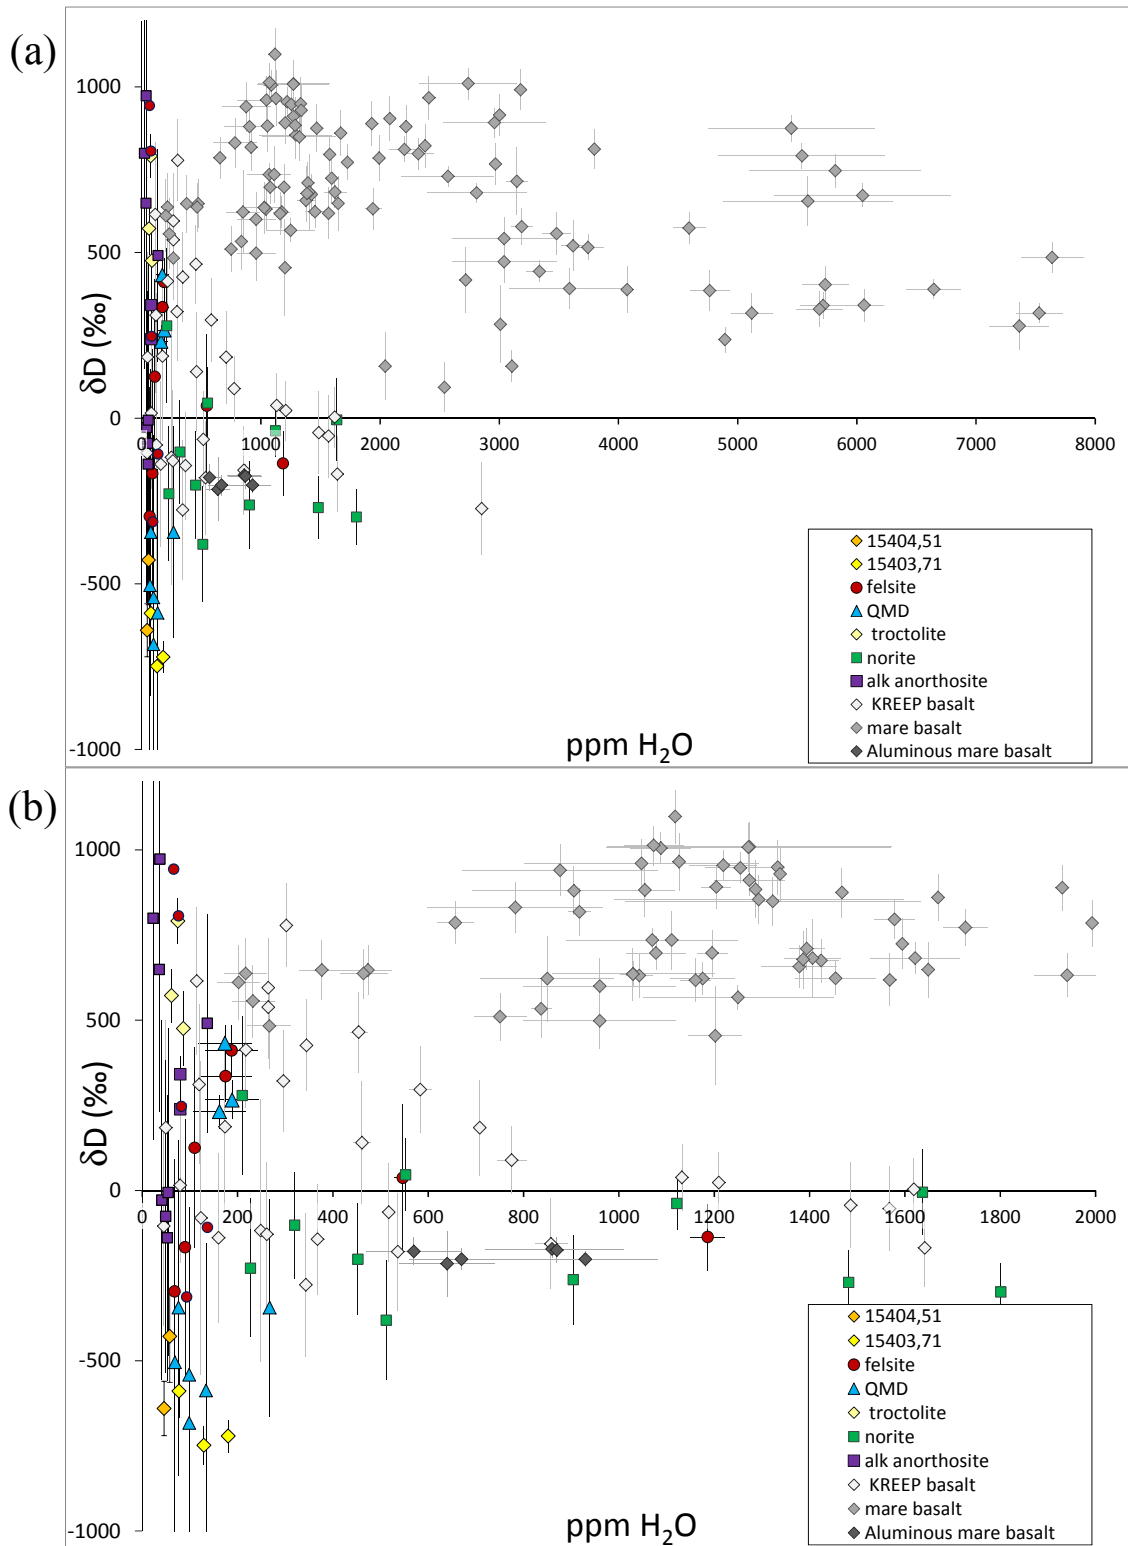 (a)
1000
500
0
-500
-1000
δD (‰)
0 1000 2000 3000 4000 5000 6000 7000 8000
ppm H₂O
15404,51
15403,71
felsite
QMD
troctolite
norite
alk anorthosite
KREEP basalt
mare basalt
Aluminous mare basalt
(b)
1000
500
0
-500
-1000
δD (‰)
0 200 400 600 800 1000 1200 1400 1600 1800 2000
ppm H₂O
15404,51
15403,71
felsite
QMD
troctolite
norite
alk anorthosite
KREEP basalt
mare basalt
Aluminous mare basalt